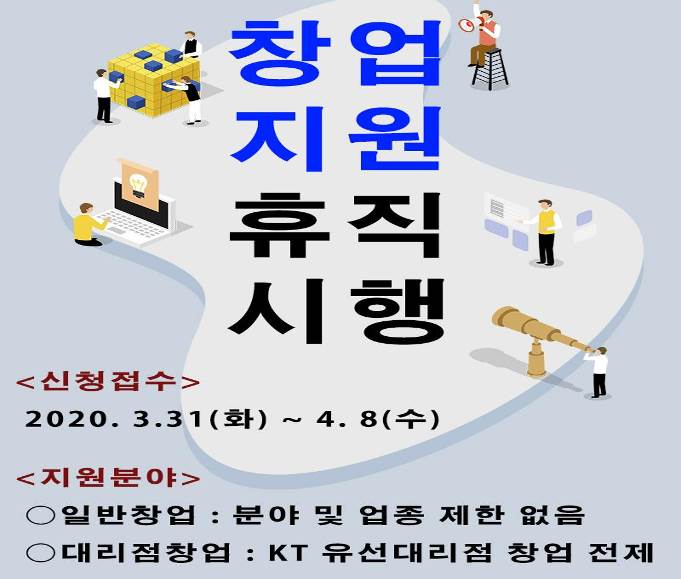 창업
지원
휴직
시행
<신청접수>
2020. 3.31(화) ~ 4. 8(수)
<지원분야>
○일반창업 : 분야 및 업종 제한 없음
○대리점창업 : KT 유선대리점 창업 전제